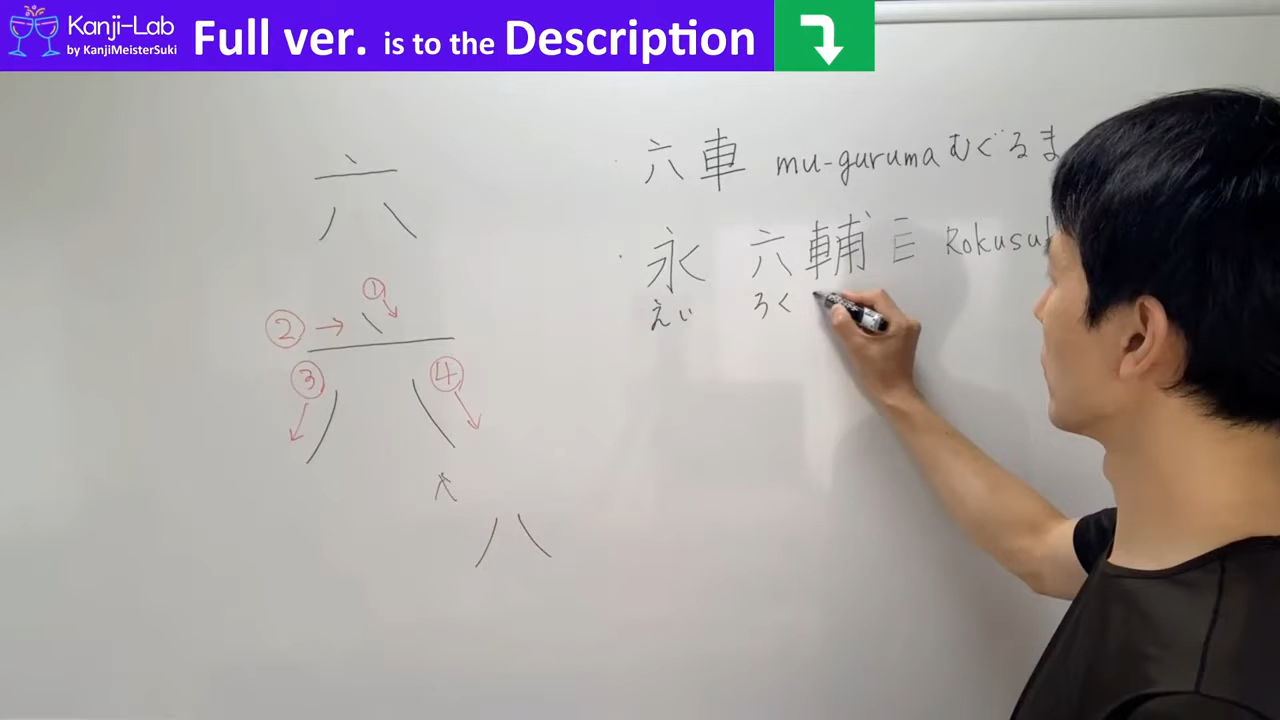 Kanji-Lab
by KanjiMeisterSuki
Full ver. is to the Description
六
①
②
③
④
八
六車 mu-guruma むぐるま
永 六輔 Rokusu
えい ろく